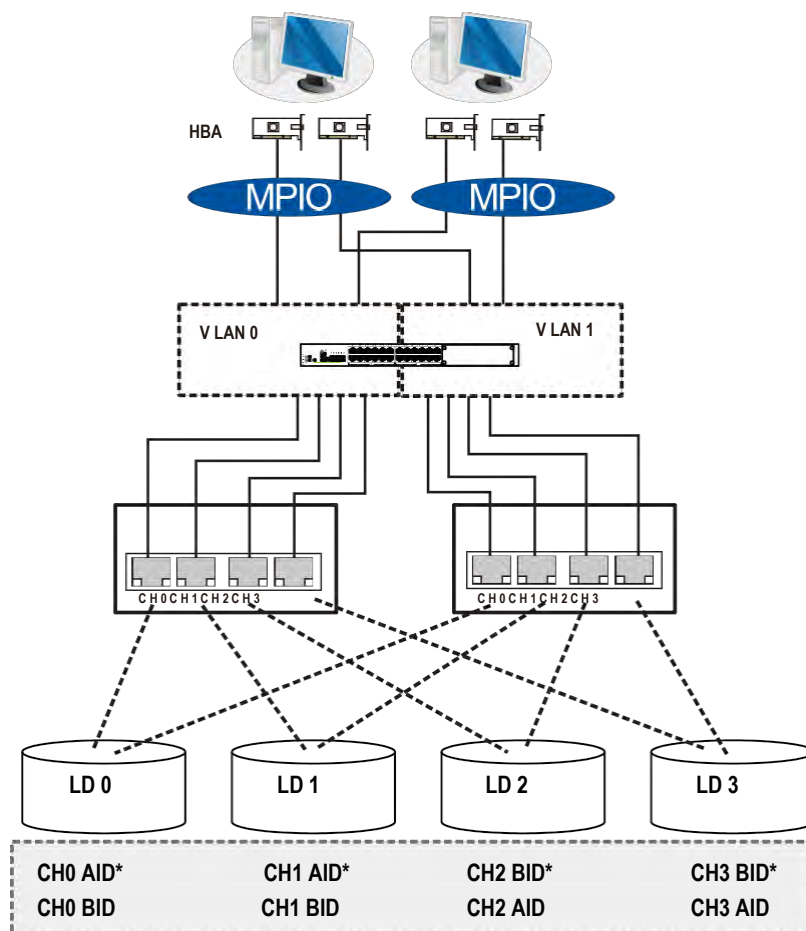 HBA
MPIO
MPIO
V LAN 0
V LAN 1
CH0CH1CH2CH3
CH0CH1CH2CH3
LD 0
LD 1
LD 2
LD 3
CH0 AID*
CH1 AID*
CH2 BID*
CH3 BID*
CH0 BID
CH1 BID
CH2 AID
CH3 AID